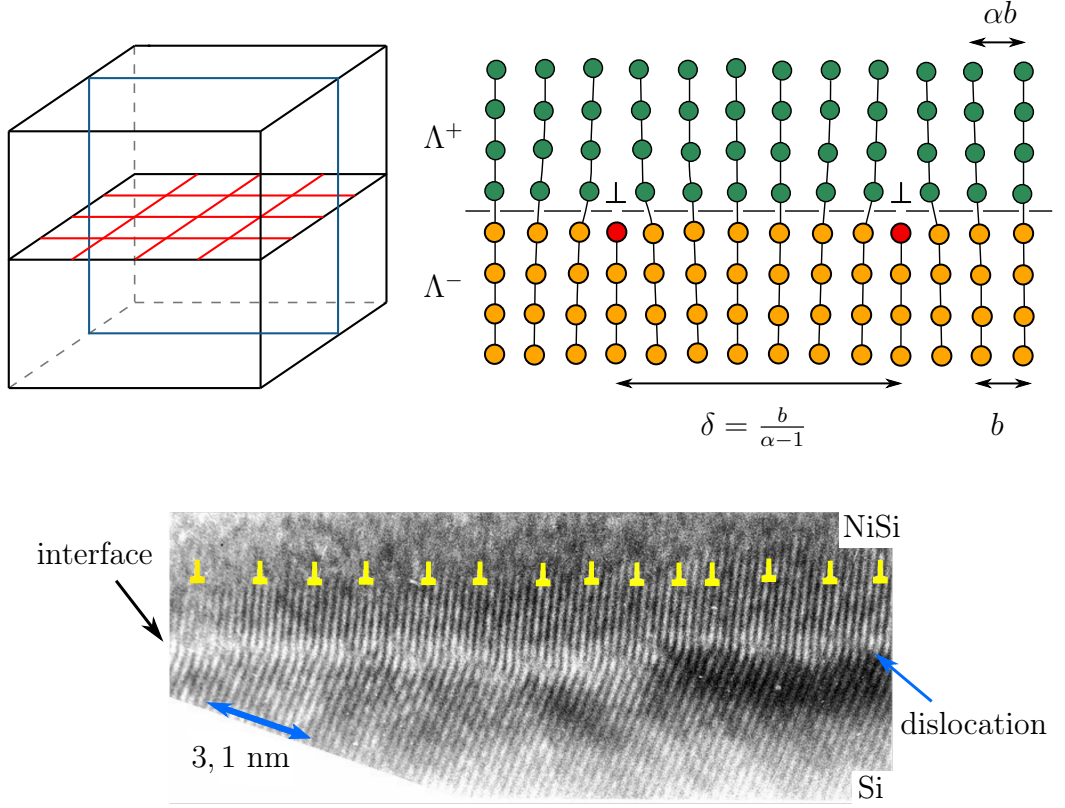 αb
Λ⁺
⊥ ⊥
Λ⁻
δ = b/(α−1)
b
NiSi
interface
dislocation
3, 1 nm
Si